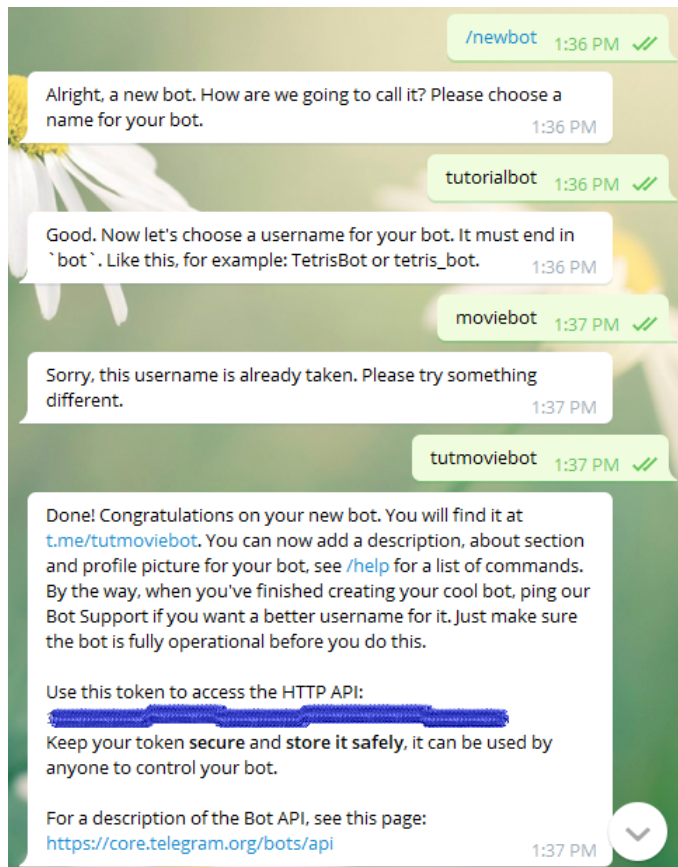 /newbot 1:36 PM
Alright, a new bot. How are we going to call it? Please choose a
name for your bot.
1:36 PM
tutorialbot 1:36 PM
Good. Now let's choose a username for your bot. It must end in
`bot`. Like this, for example: TetrisBot or tetris_bot.
1:36 PM
moviebot 1:37 PM
Sorry, this username is already taken. Please try something
different.
1:37 PM
tutmoviebot 1:37 PM
Done! Congratulations on your new bot. You will find it at
t.me/tutmoviebot. You can now add a description, about section
and profile picture for your bot, see /help for a list of commands.
By the way, when you've finished creating your cool bot, ping our
Bot Support if you want a better username for it. Just make sure
the bot is fully operational before you do this.
Use this token to access the HTTP API:
Keep your token secure and store it safely, it can be used by
anyone to control your bot.
For a description of the Bot API, see this page:
https://core.telegram.org/bots/api
1:37 PM